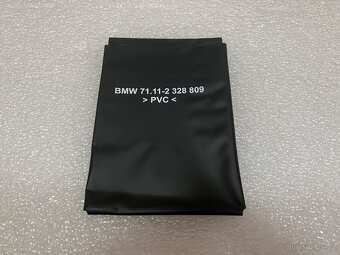 BMW 71.11-2 328 809
> PVC <